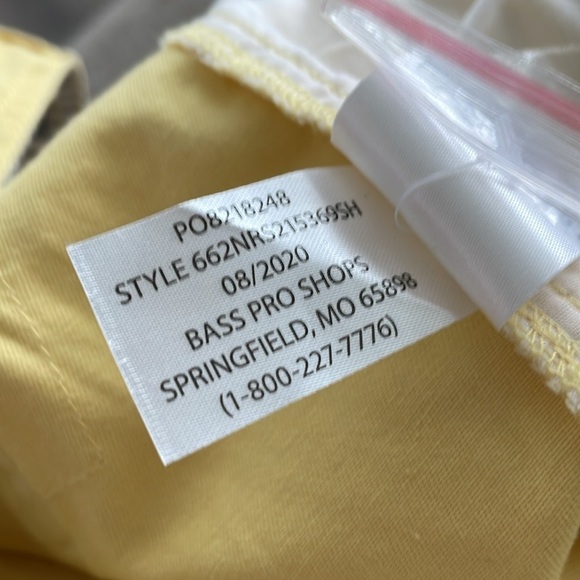 PO8218248
STYLE 662NRS215369SH
08/2020
BASS PRO SHOPS
SPRINGFIELD, MO 65898
(1-800-227-7776)